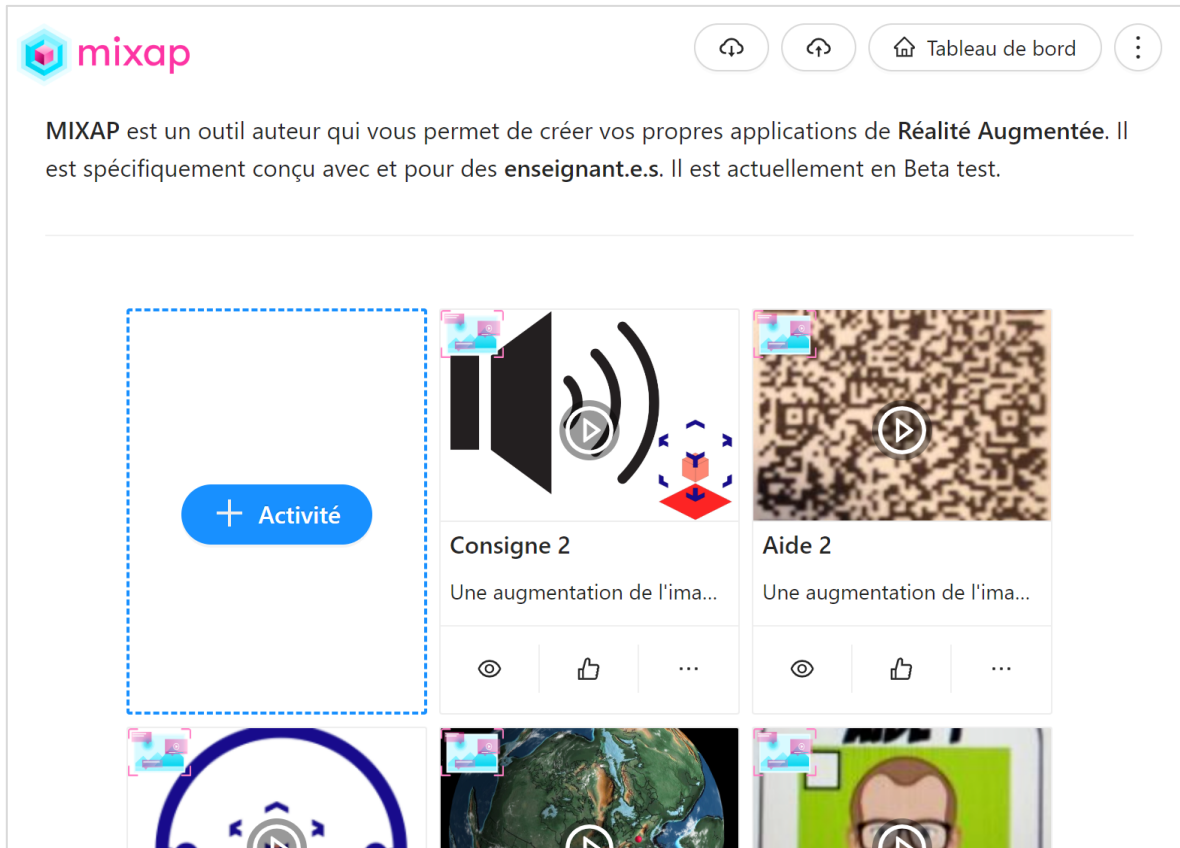 mixap
Tableau de bord
MIXAP est un outil auteur qui vous permet de créer vos propres applications de Réalité Augmentée. Il
est spécifiquement conçu avec et pour des enseignant.e.s. Il est actuellement en Beta test.
Activité
Consigne 2
Aide 2
Une augmentation de l'ima...
Une augmentation de l'ima...